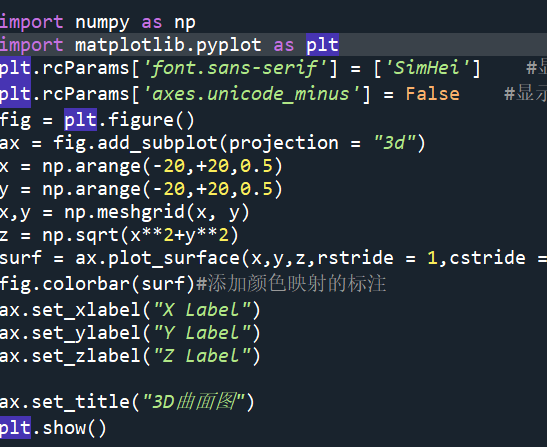 import numpy as np
import matplotlib.pyplot as plt
plt.rcParams['font.sans-serif'] = ['SimHei'] #显
plt.rcParams['axes.unicode_minus'] = False #显示
fig = plt.figure()
ax = fig.add_subplot(projection = "3d")
x = np.arange(-20,+20,0.5)
y = np.arange(-20,+20,0.5)
x,y = np.meshgrid(x, y)
z = np.sqrt(x**2+y**2)
surf = ax.plot_surface(x,y,z,rstride = 1,cstride =
fig.colorbar(surf)#添加颜色映射的标注
ax.set_xlabel("X Label")
ax.set_ylabel("Y Label")
ax.set_zlabel("Z Label")
ax.set_title("3D曲面图")
plt.show()